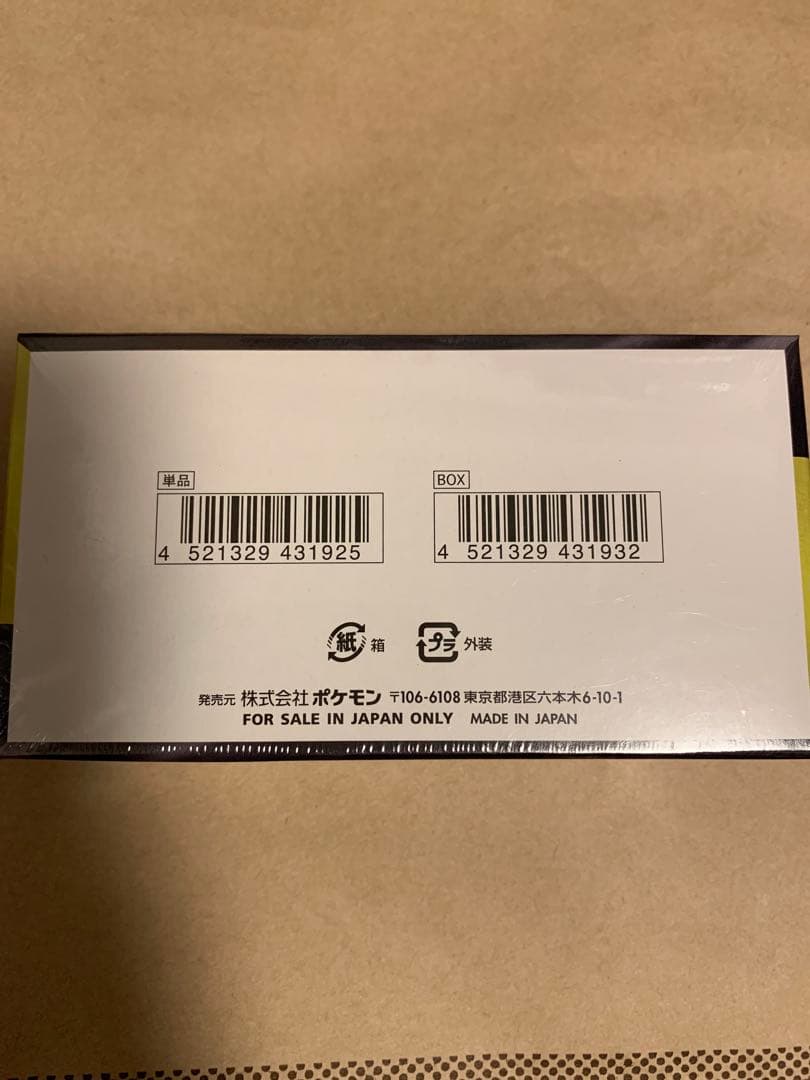 単品
BOX
4 521329 431925
4 521329 431932
紙 箱
プラ 外装
発売元 株式会社 ポケモン 〒106-6108 東京都港区六本木6-10-1
FOR SALE IN JAPAN ONLY MADE IN JAPAN